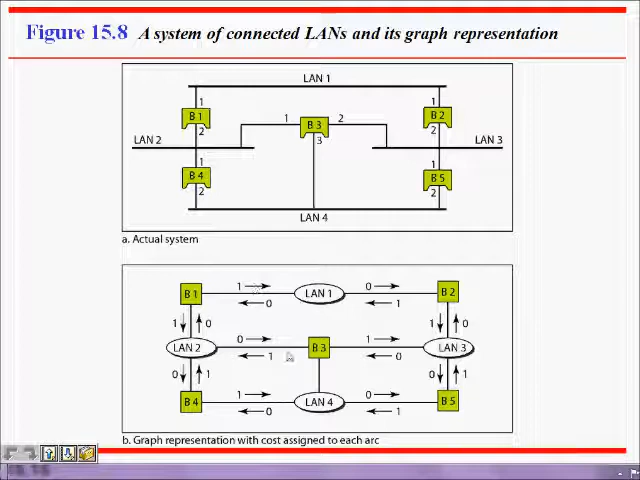 Figure 15.8 A system of connected LANs and its graph representation
LAN 1
1 1
B 1 1 B 3 2 B 2
2 3 2
LAN 2 LAN 3
1 1
B 4 B 5
2 2
LAN 4
a. Actual system
1 0
B 1 LAN 1 B 2
0 1
1 0 1 0
0 1
LAN 2 B 3 LAN 3
1 0
0 1 0 1
1 0
B 4 LAN 4 B 5
0 1
b. Graph representation with cost assigned to each arc